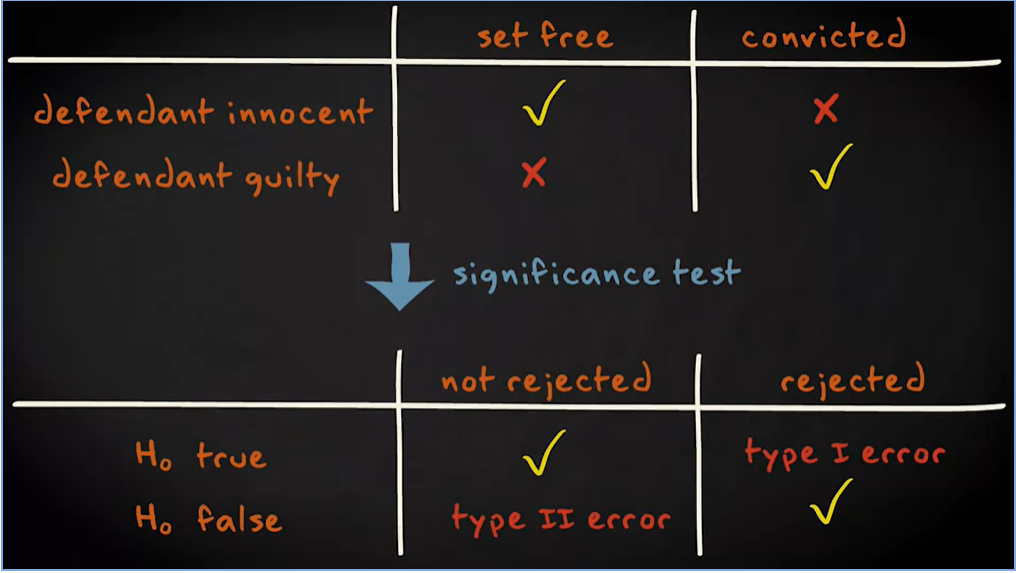 set free convicted
defendant innocent ✓ ✗
defendant guilty ✗ ✓
significance test
not rejected rejected
H₀ true ✓ type I error
H₀ false type II error ✓